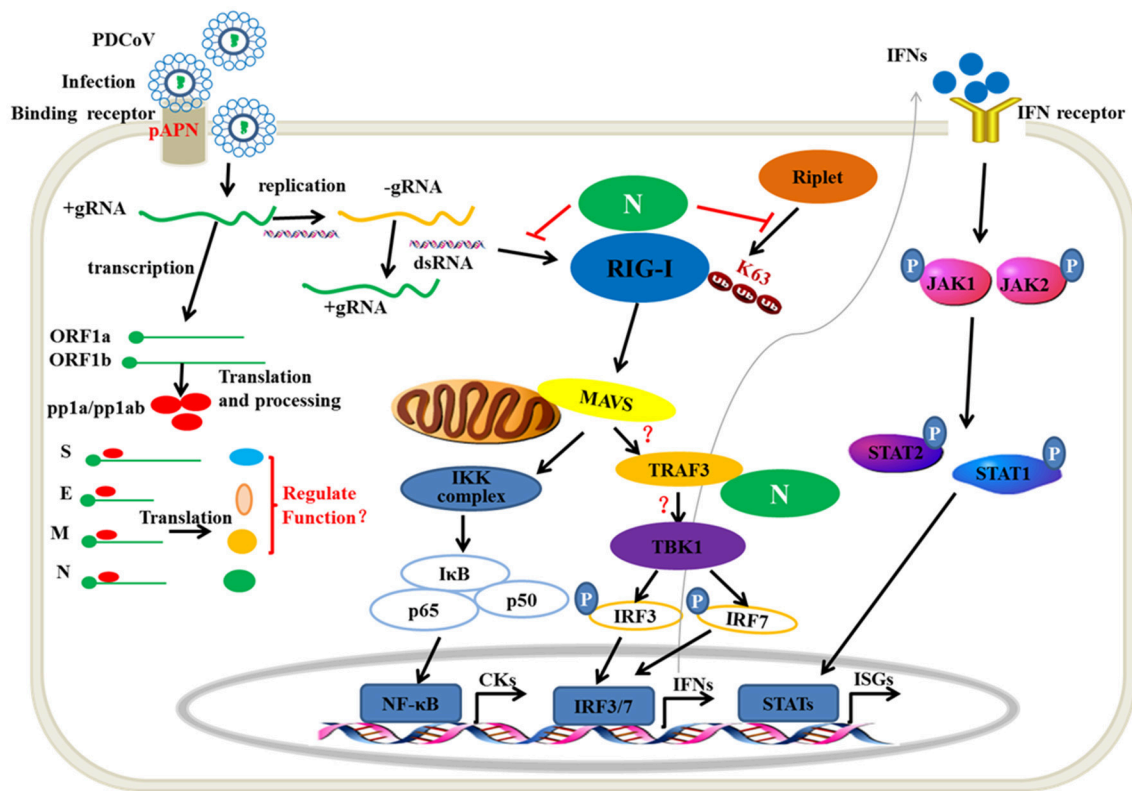 PDCoV
Infection
Binding receptor
pAPN
IFNs
IFN receptor
replication
-gRNA
+gRNA
dsRNA
+gRNA
transcription
N
Riplet
RIG-I
K63
Ub Ub Ub
P
JAK1
JAK2
P
ORF1a
ORF1b
Translation
and processing
pp1a/pp1ab
MAVS
?
TRAF3
N
?
TBK1
IKK
complex
P
STAT2
P
STAT1
S
E
M
N
Translation
Regulate
Function?
IκB
p65
p50
P
IRF3
P
IRF7
NF-κB
CKs
IRF3/7
IFNs
STATs
ISGs